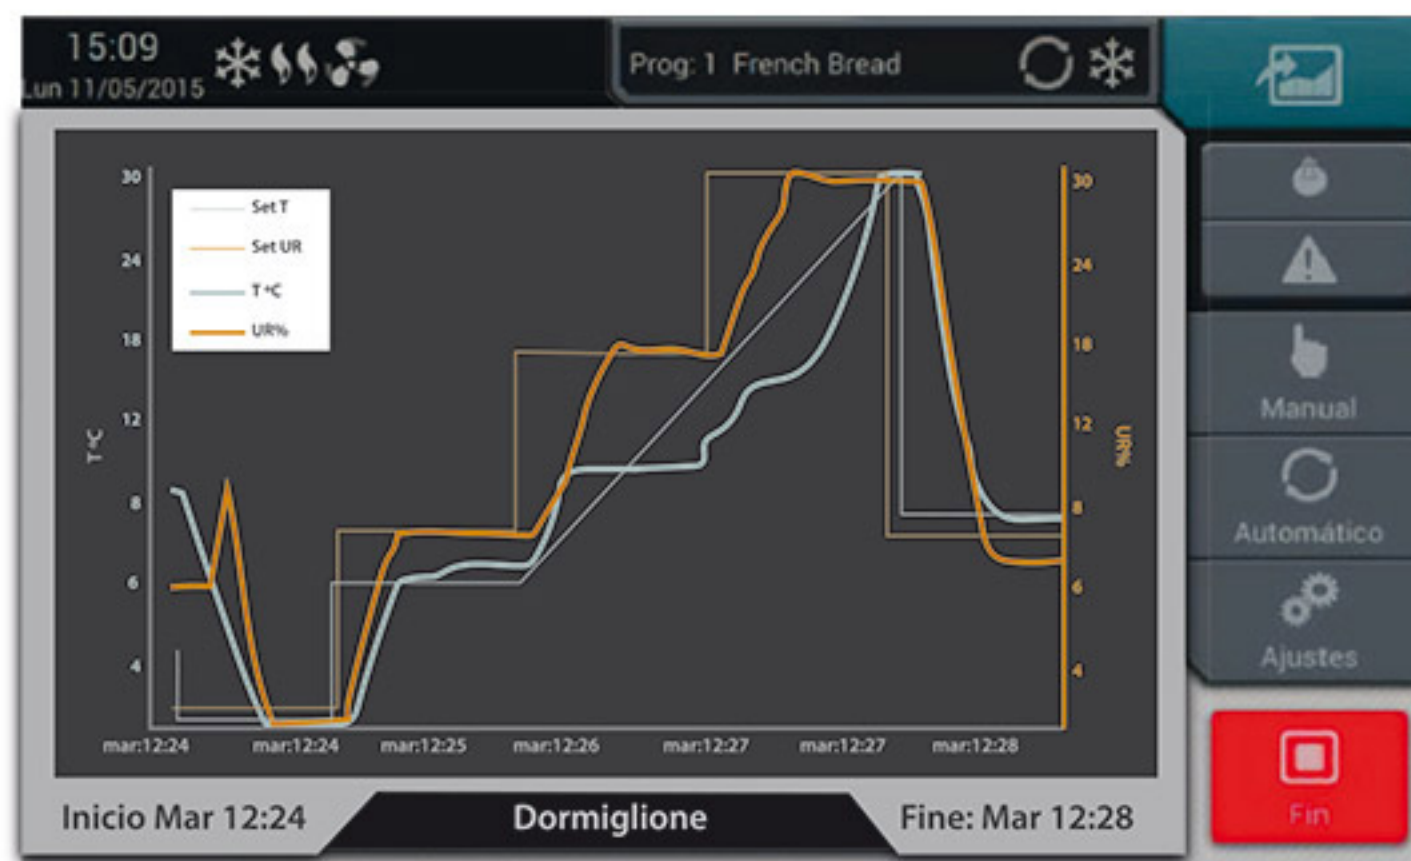 15:09
Lun 11/05/2015
Prog: 1 French Bread
30
24
18
12
8
6
4
T ºC
Set T
Set UR
T ºC
UR%
30
24
18
12
8
6
4
UR%
mar:12:24
mar:12:24
mar:12:25
mar:12:26
mar:12:27
mar:12:27
mar:12:28
Inicio Mar 12:24
Dormiglione
Fine: Mar 12:28
Manual
Automático
Ajustes
Fin